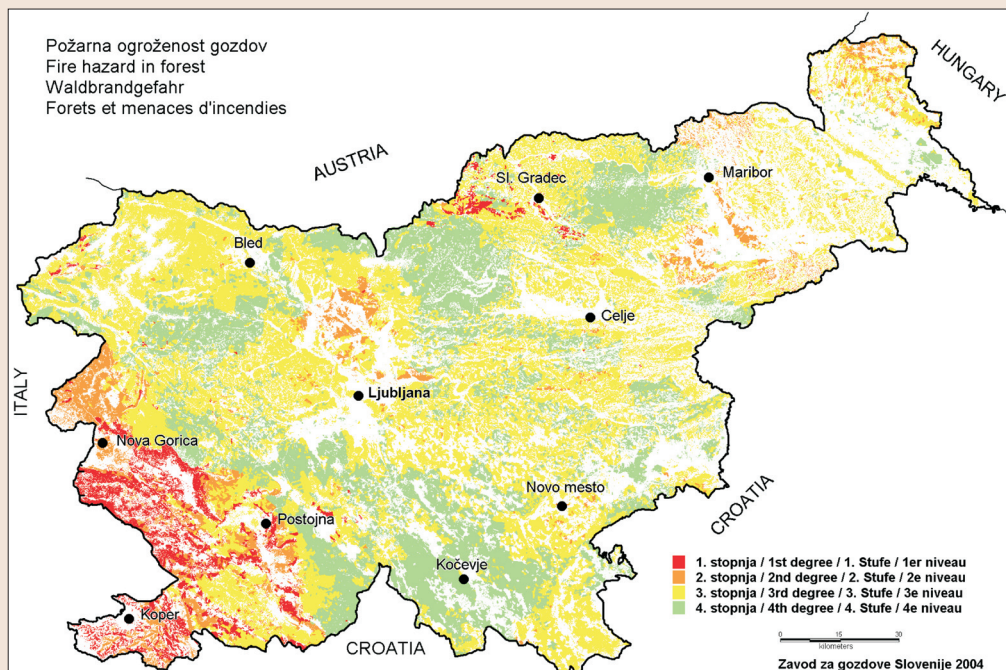 Požarna ogroženost gozdov
Fire hazard in forest
Waldbrandgefahr
Forets et menaces d'incendies
HUNGARY
AUSTRIA
Sl. Gradec
Maribor
Bled
Celje
ITALY
Ljubljana
Nova Gorica
Novo mesto
CROATIA
Postojna
Kočevje
Koper
CROATIA
1. stopnja / 1st degree / 1. Stufe / 1er niveau
2. stopnja / 2nd degree / 2. Stufe / 2e niveau
3. stopnja / 3rd degree / 3. Stufe / 3e niveau
4. stopnja / 4th degree / 4. Stufe / 4e niveau
0 15 30
kilometers
Zavod za gozdove Slovenije 2004